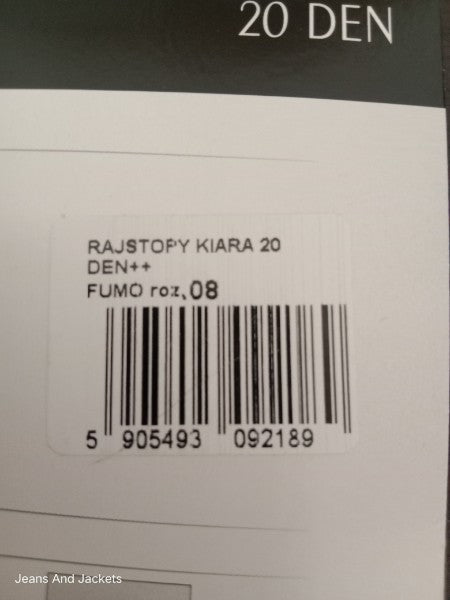 20 DEN
RAJSTOPY KIARA 20
DEN++
FUMO roz.08
5 905493 092189
Jeans And Jackets